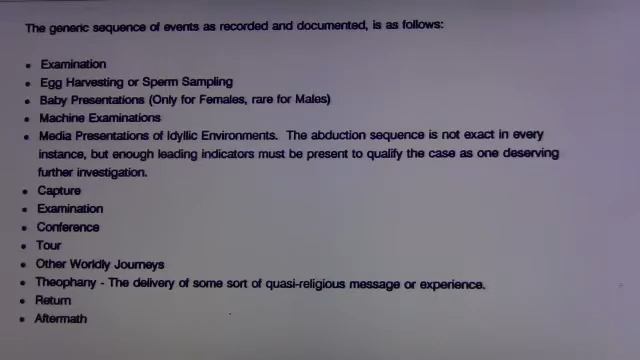 The generic sequence of events as recorded and documented, is as follows:
• Examination
• Egg Harvesting or Sperm Sampling
• Baby Presentations (Only for Females, rare for Males)
• Machine Examinations
• Media Presentations of Idyllic Environments. The abduction sequence is not exact in every
instance, but enough leading indicators must be present to qualify the case as one deserving
further investigation.
• Capture
• Examination
• Conference
• Tour
• Other Worldly Journeys
• Theophany - The delivery of some sort of quasi-religious message or experience.
• Return
• Aftermath